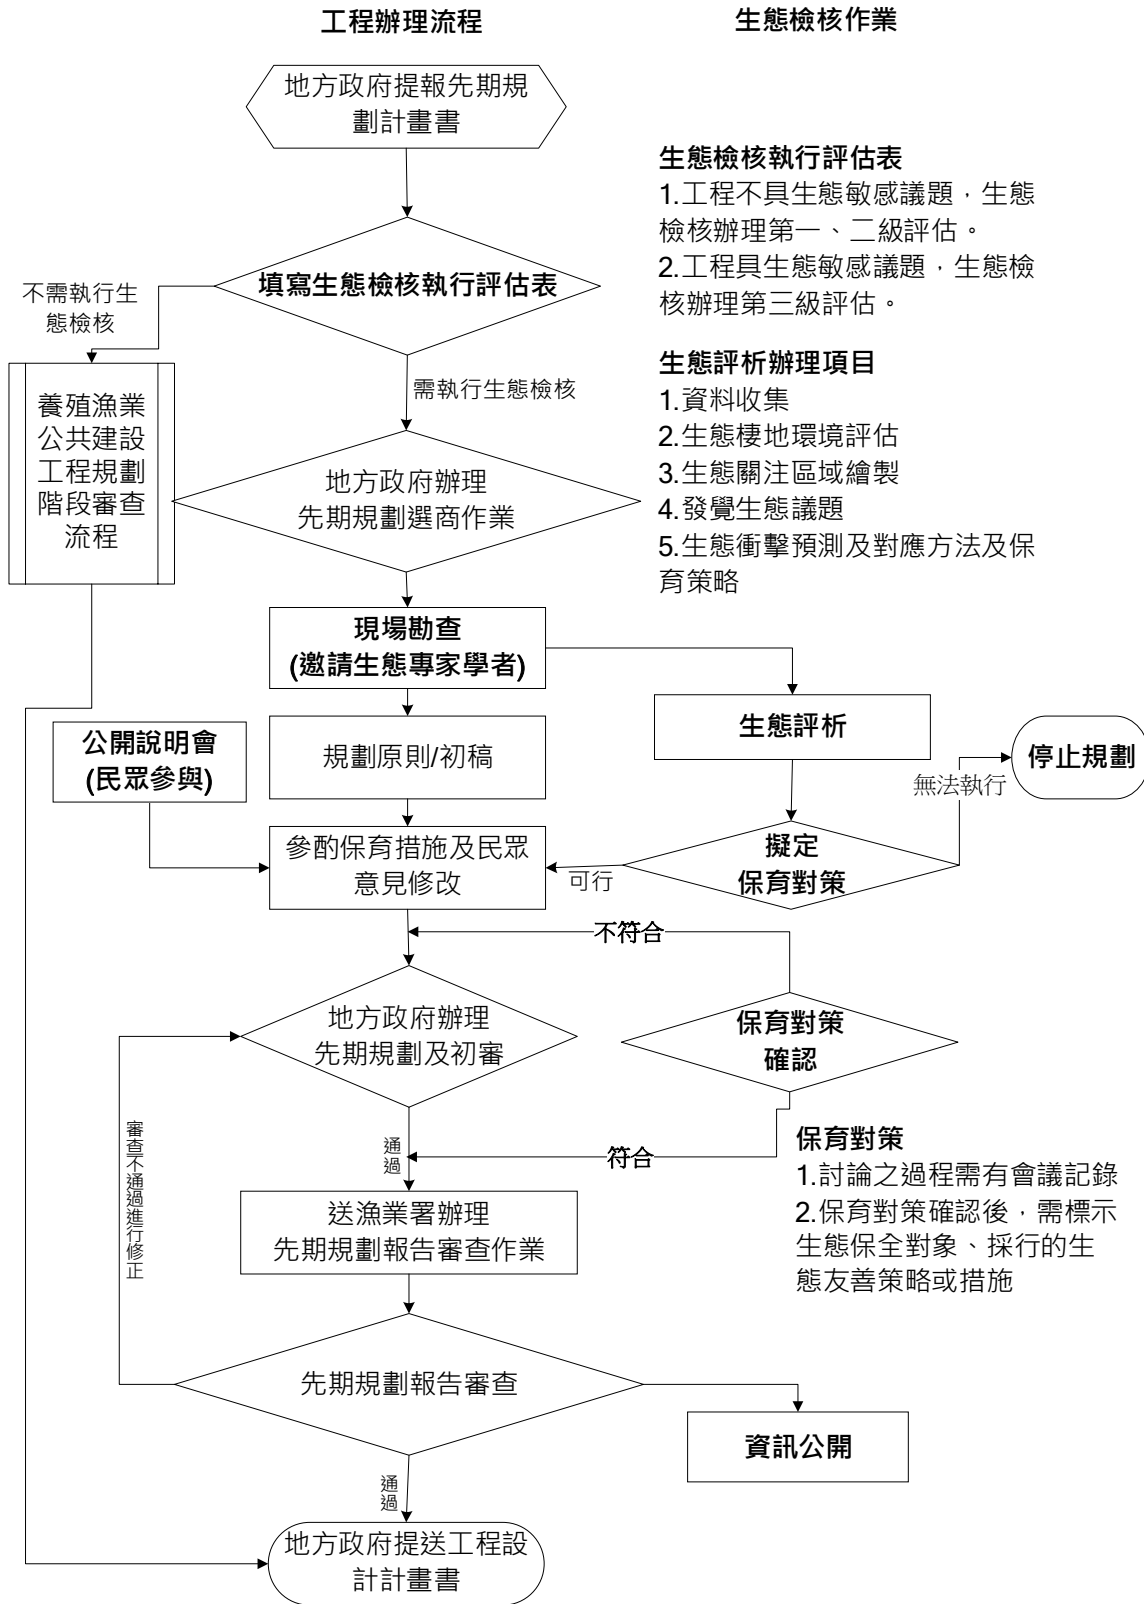 工程辦理流程
生態檢核作業
地方政府提報先期規
劃計畫書
生態檢核執行評估表
1.工程不具生態敏感議題，生態
檢核辦理第一、二級評估。
2.工程具生態敏感議題，生態檢
核辦理第三級評估。
填寫生態檢核執行評估表
不需執行生
態檢核
需執行生態檢核
生態評析辦理項目
1.資料收集
2.生態棲地環境評估
3.生態關注區域繪製
4.發覺生態議題
5.生態衝擊預測及對應方法及保
育策略
養殖漁業
公共建設
工程規劃
階段審查
流程
地方政府辦理
先期規劃選商作業
現場勘查
(邀請生態專家學者)
生態評析
公開說明會
(民眾參與)
規劃原則/初稿
停止規劃
無法執行
參酌保育措施及民眾
意見修改
可行
擬定
保育對策
不符合
地方政府辦理
先期規劃及初審
保育對策
確認
審查不通過進行修正
通過
符合
保育對策
1.討論之過程需有會議記錄
2.保育對策確認後，需標示
生態保全對象、採行的生
態友善策略或措施
送漁業署辦理
先期規劃報告審查作業
先期規劃報告審查
資訊公開
通過
地方政府提送工程設
計計畫書